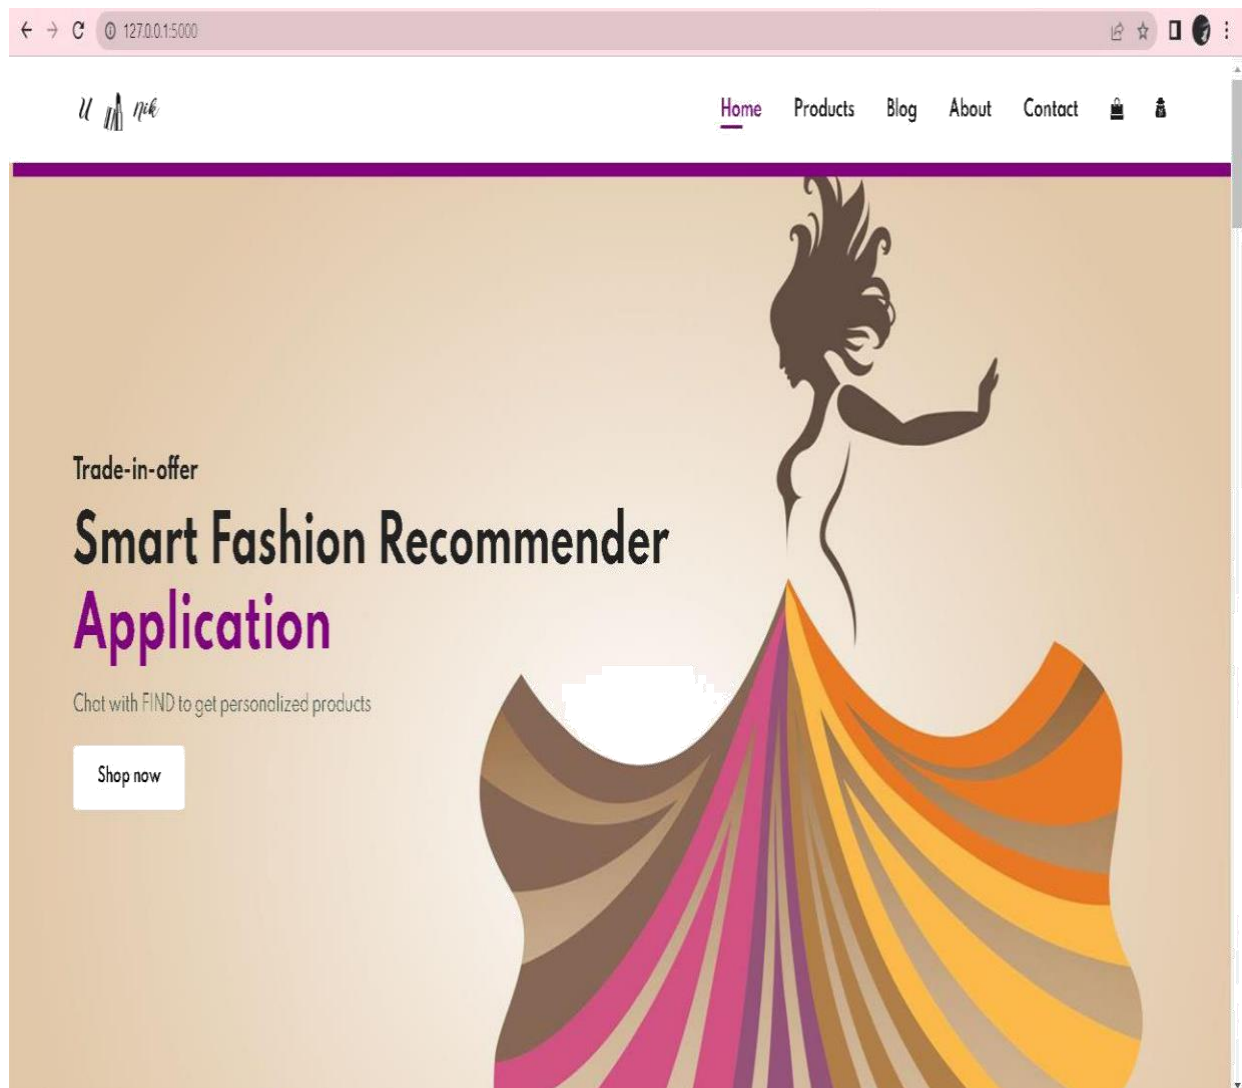 127.0.0.1:5000
U nik
Home Products Blog About Contact
Trade-in-offer
Smart Fashion Recommender
Application
Chat with FIND to get personalized products
Shop now